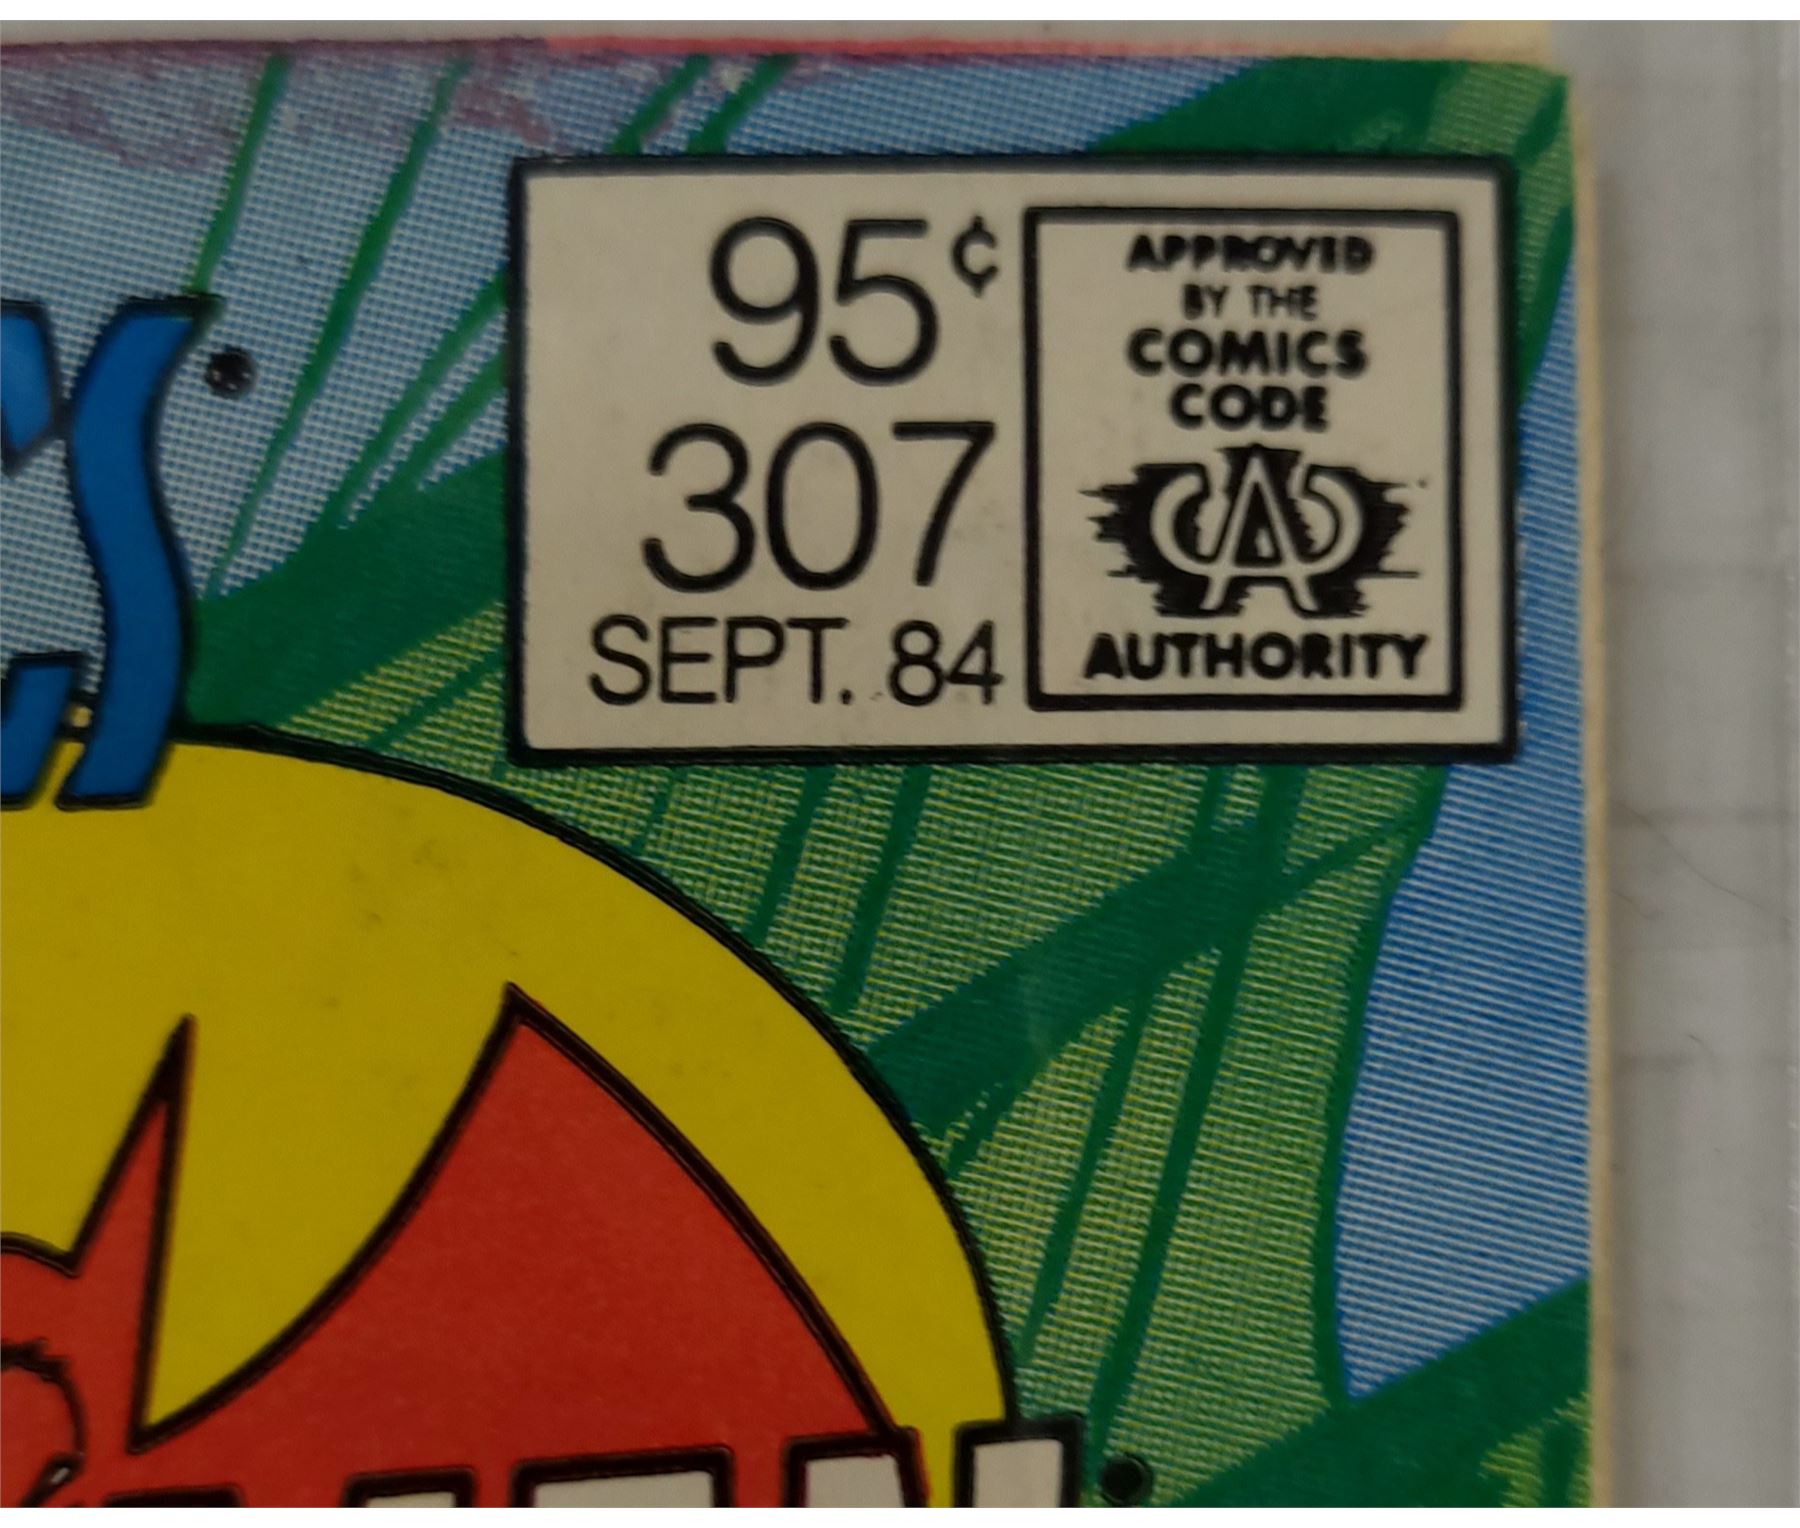 95¢
307
SEPT. 84
APPROVED
BY THE
COMICS
CODE
CA
AUTHORITY